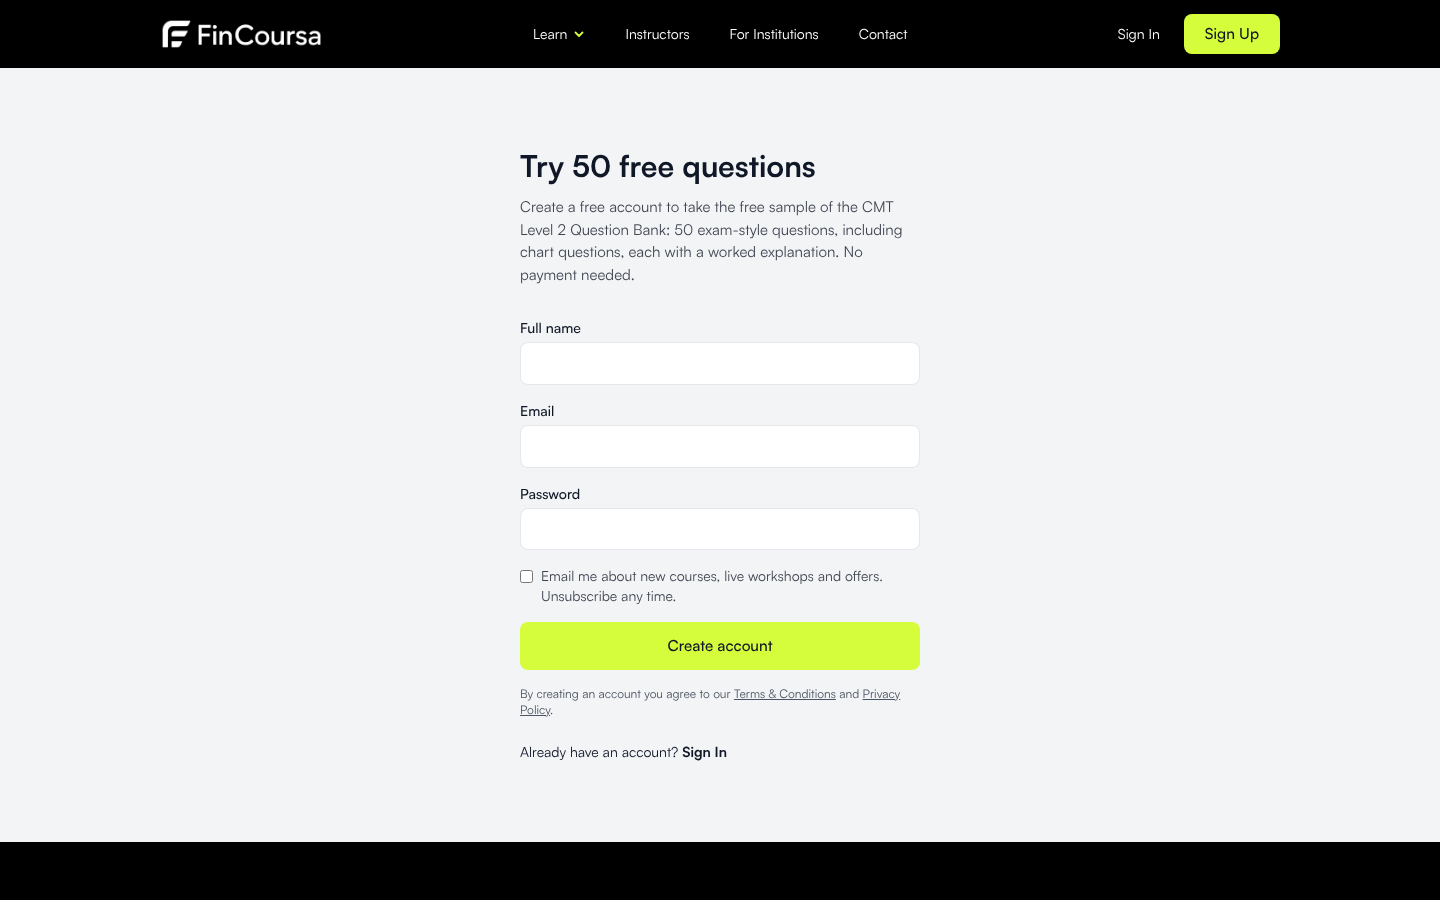 FinCoursa
Learn
Instructors
For Institutions
Contact
Sign In
Sign Up
Try 50 free questions
Create a free account to take the free sample of the CMT
Level 2 Question Bank: 50 exam-style questions, including
chart questions, each with a worked explanation. No
payment needed.
Full name
Email
Password
Email me about new courses, live workshops and offers.
Unsubscribe any time.
Create account
By creating an account you agree to our Terms & Conditions and Privacy
Policy.
Already have an account? Sign In